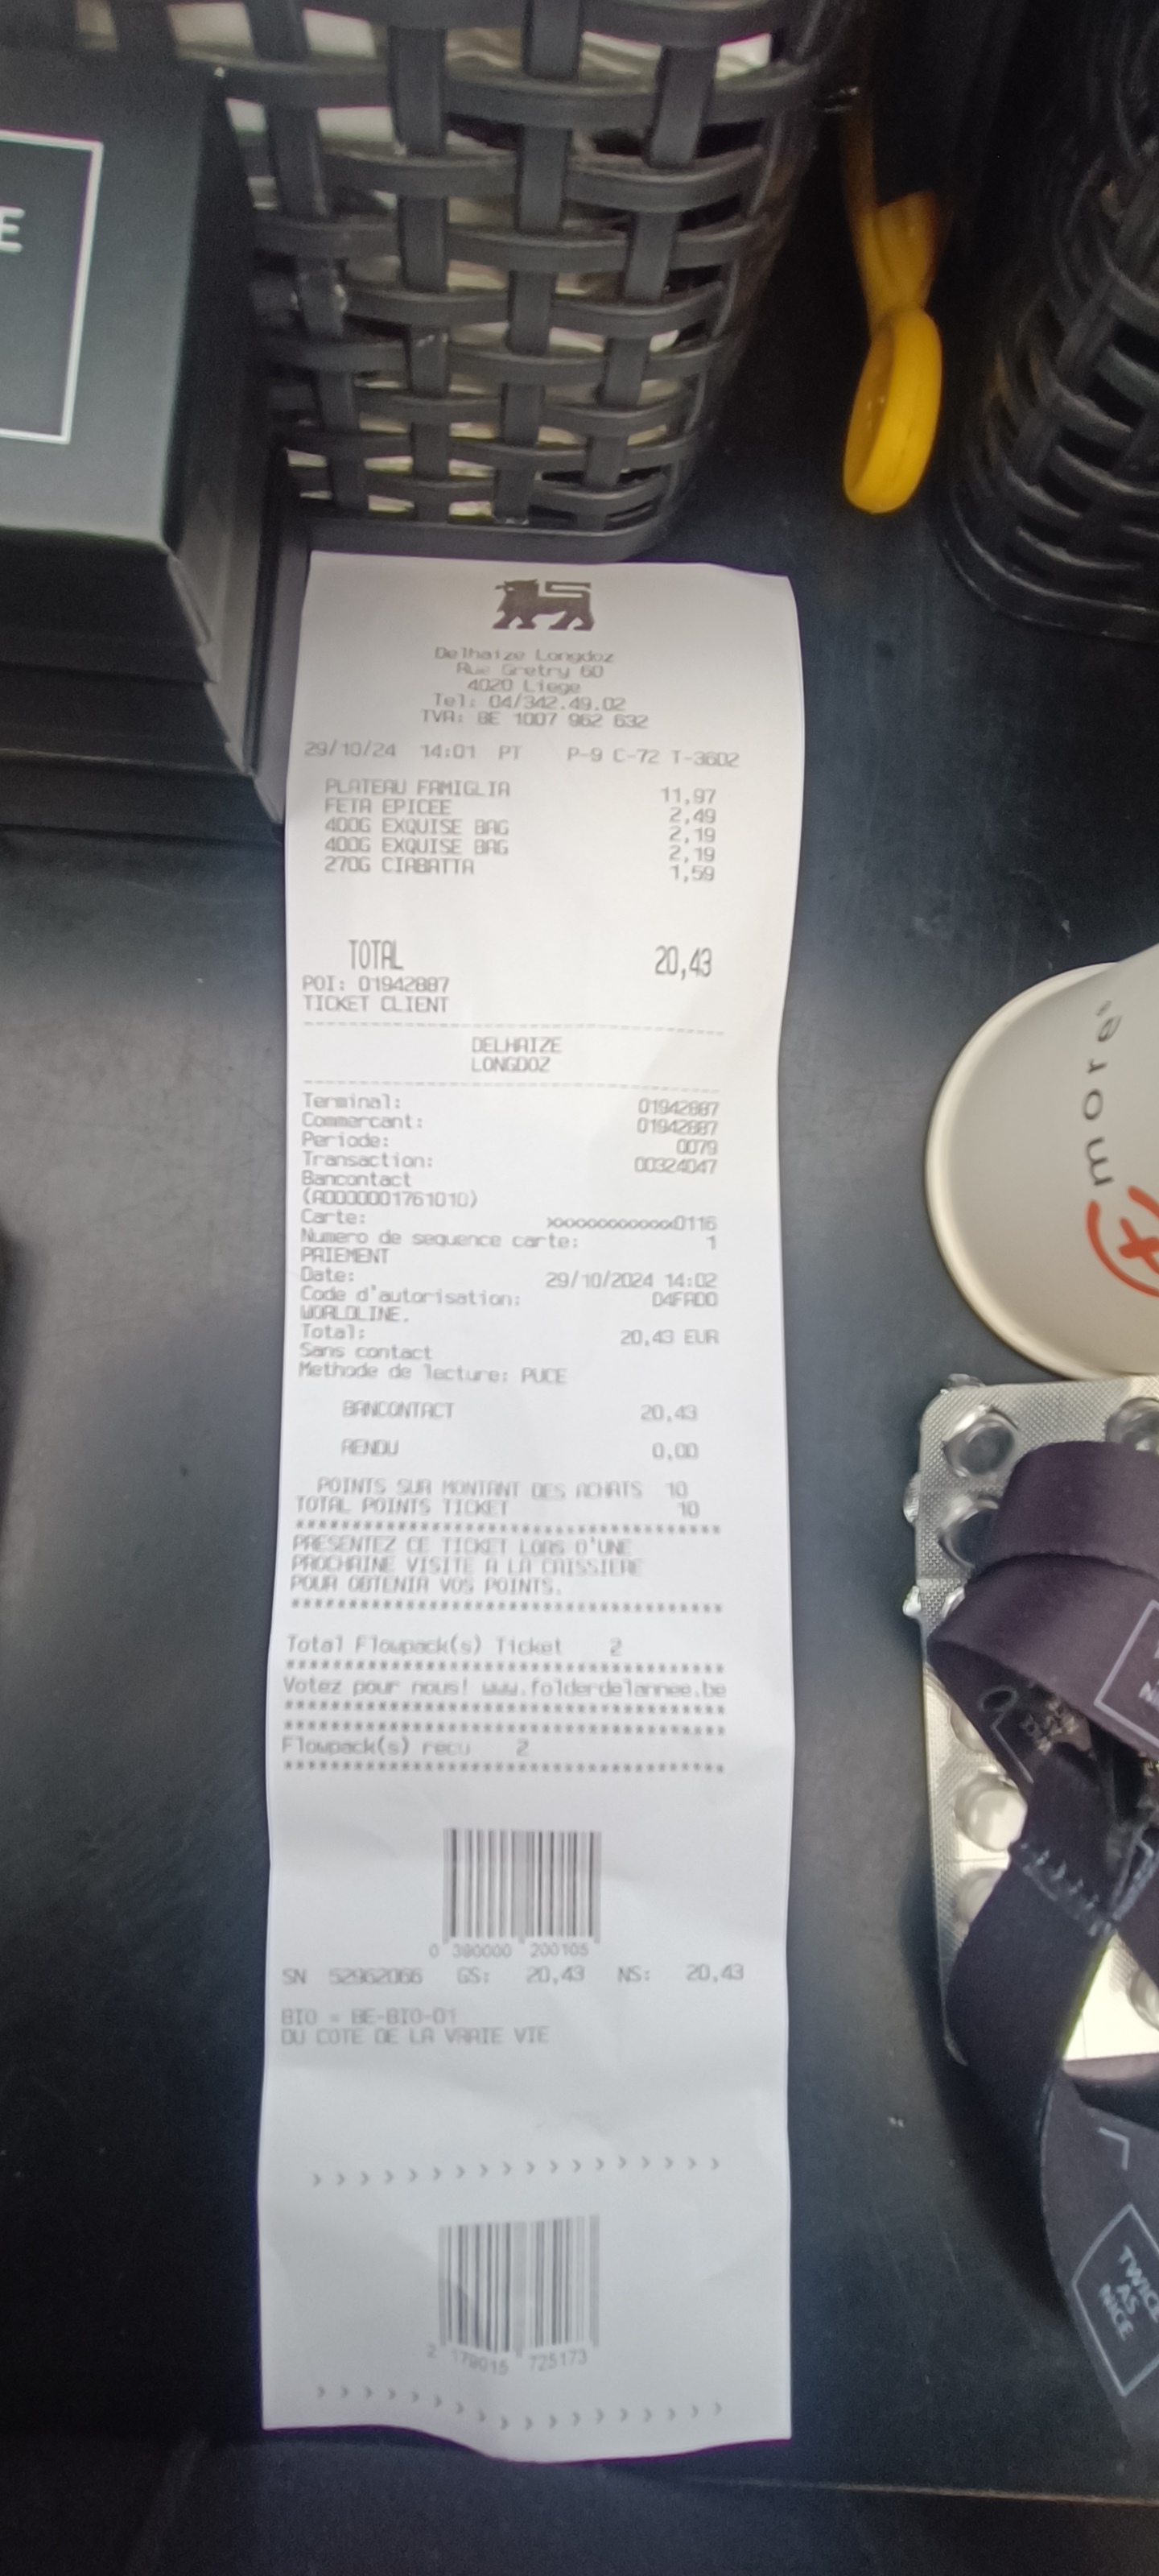 E
Delhaize Longdoz
Rue Gretry 60
4020 Liege
Tel: 04/342.49.02
TVA: BE 1007 962 632
29/10/24 14:01 PT P-9 C-72 T-3602
PLATEAU FAMIGLIA 11,97
FETA EPICEE 2,49
400G EXQUISE BAG 2,19
400G EXQUISE BAG 2,19
270G CIABATTA 1,59
TOTAL 20,43
POI: 01942887
TICKET CLIENT
DELHAIZE
LONGDOZ
Terminal: 01942887
Commercant: 01942887
Periode: 0079
Transaction: 00324047
Bancontact
(A0000001761010)
Carte: xxxxxxxxxxxxx0116
Numero de sequence carte: 1
PAIEMENT
Date: 29/10/2024 14:02
Code d'autorisation: 04FAD0
WORLDLINE.
Total: 20,43 EUR
Sans contact
Methode de lecture: PUCE
BANCONTACT 20,43
RENDU 0,00
POINTS SUR MONTANT DES ACHATS 10
TOTAL POINTS TICKET 10
PRESENTEZ CE TICKET LORS D'UNE
PROCHAINE VISITE A LA CAISSIERE
POUR OBTENIR VOS POINTS.
Total Flowpack(s) Ticket 2
Votez pour nous! www.folderdelannee.be
Flowpack(s) recu 2
0 390000 200105
SN 52962066 GS: 20,43 NS: 20,43
BIO = BE-BIO-01
DU COTE DE LA VRAIE VIE
2 179015 725173
more
TWICE
AS
NICE